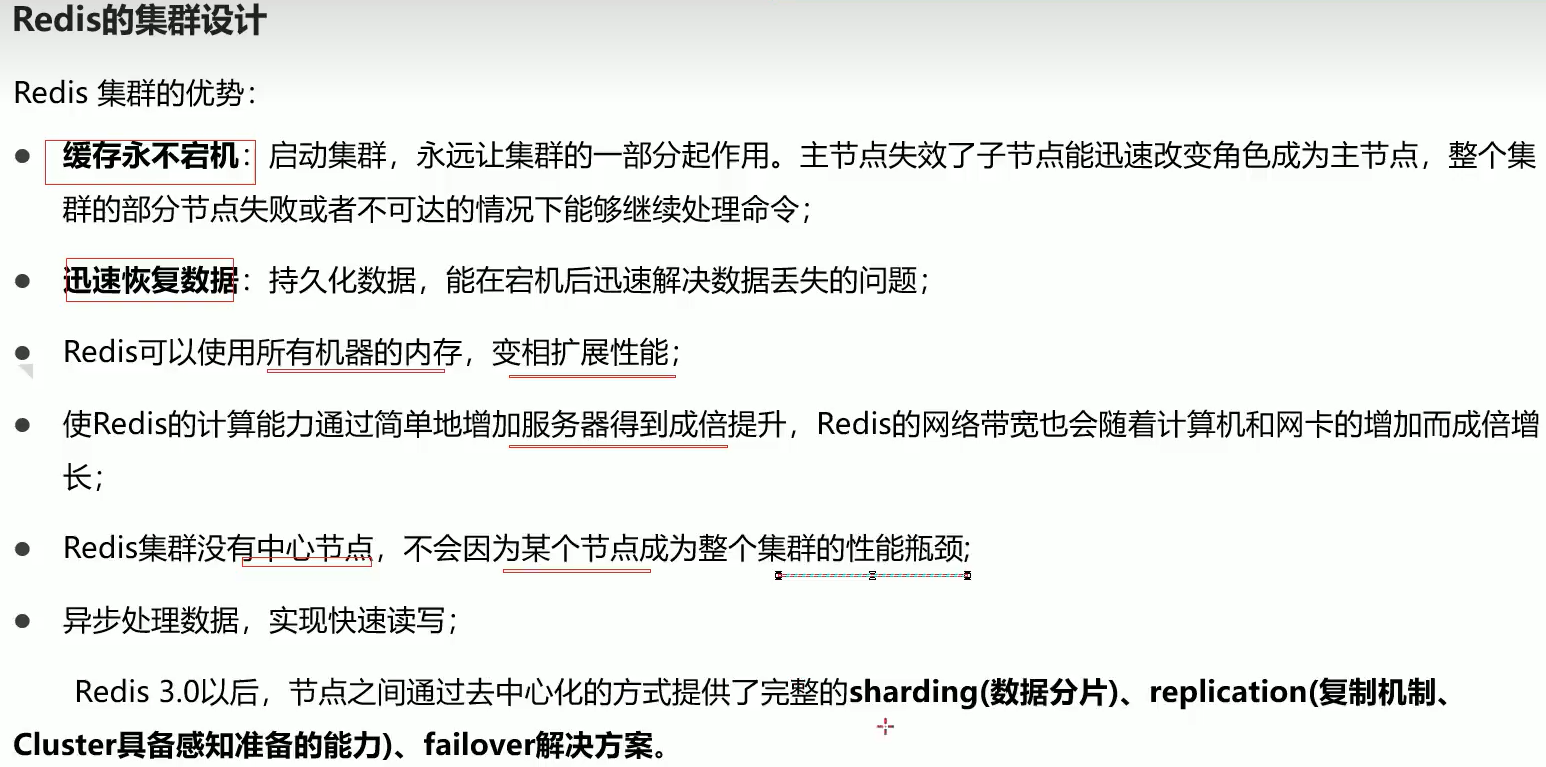 Redis的集群设计
Redis 集群的优势：
● 缓存永不宕机：启动集群，永远让集群的一部分起作用。主节点失效了子节点能迅速改变角色成为主节点，整个集
群的部分节点失败或者不可达的情况下能够继续处理命令；
● 迅速恢复数据：持久化数据，能在宕机后迅速解决数据丢失的问题；
● Redis可以使用所有机器的内存，变相扩展性能；
● 使Redis的计算能力通过简单地增加服务器得到成倍提升，Redis的网络带宽也会随着计算机和网卡的增加而成倍增
长；
● Redis集群没有中心节点，不会因为某个节点成为整个集群的性能瓶颈;
● 异步处理数据，实现快速读写；
Redis 3.0以后，节点之间通过去中心化的方式提供了完整的sharding(数据分片)、replication(复制机制、
Cluster具备感知准备的能力)、failover解决方案。